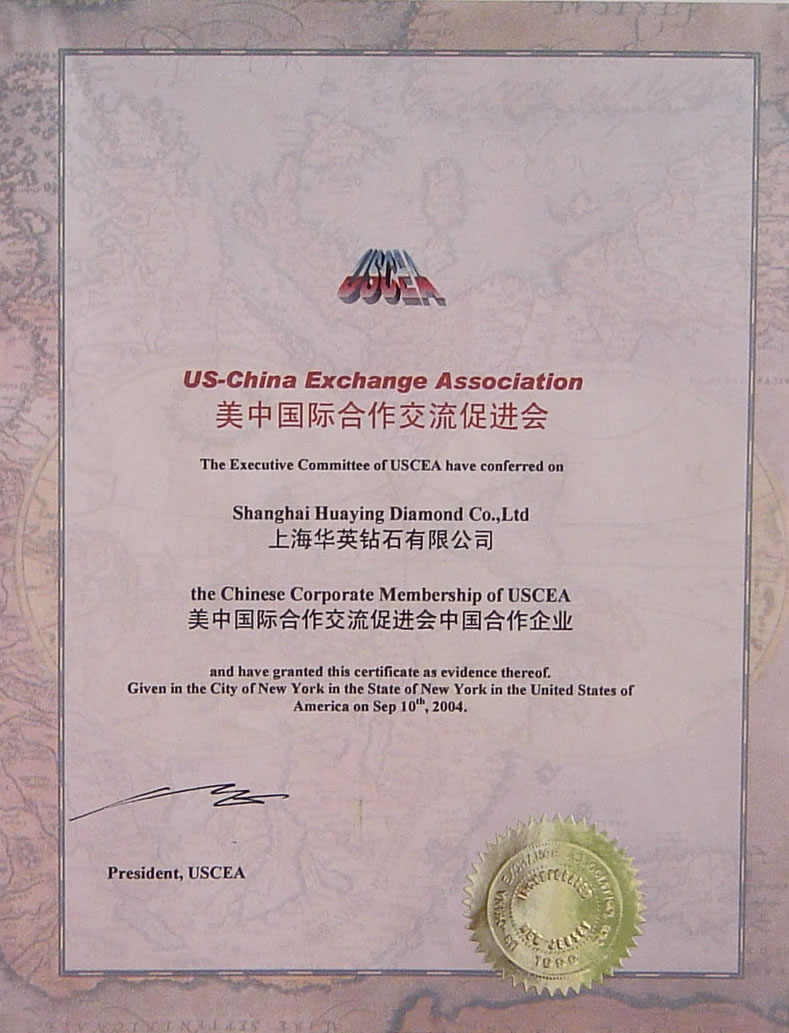 USCEA
US-China Exchange Association
美中国际合作交流促进会
The Executive Committee of USCEA have conferred on
Shanghai Huaying Diamond Co.,Ltd
上海华英钻石有限公司
the Chinese Corporate Membership of USCEA
美中国际合作交流促进会中国合作企业
and have granted this certificate as evidence thereof.
Given in the City of New York in the State of New York in the United States of
America on Sep 10th, 2004.
President, USCEA